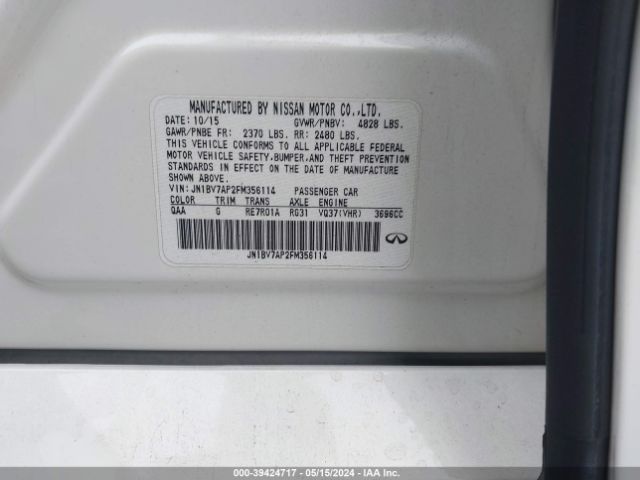 MANUFACTURED BY NISSAN MOTOR CO.,LTD.
DATE: 10/15 GVWR/PNBV: 4828 LBS.
GAWR/PNBE FR: 2370 LBS. RR: 2480 LBS.
THIS VEHICLE CONFORMS TO ALL APPLICABLE FEDERAL
MOTOR VEHICLE SAFETY,BUMPER,AND THEFT PREVENTION
STANDARDS IN EFFECT ON THE DATE OF MANUFACTURE
SHOWN ABOVE.
VIN: JN1BV7AP2FM356114 PASSENGER CAR
COLOR TRIM TRANS AXLE ENGINE
QAA G RE7R01A RG31 VQ37(VHR) 3696CC
JN1BV7AP2FM356114
000-39424717 - 05/15/2024 - IAA Inc.